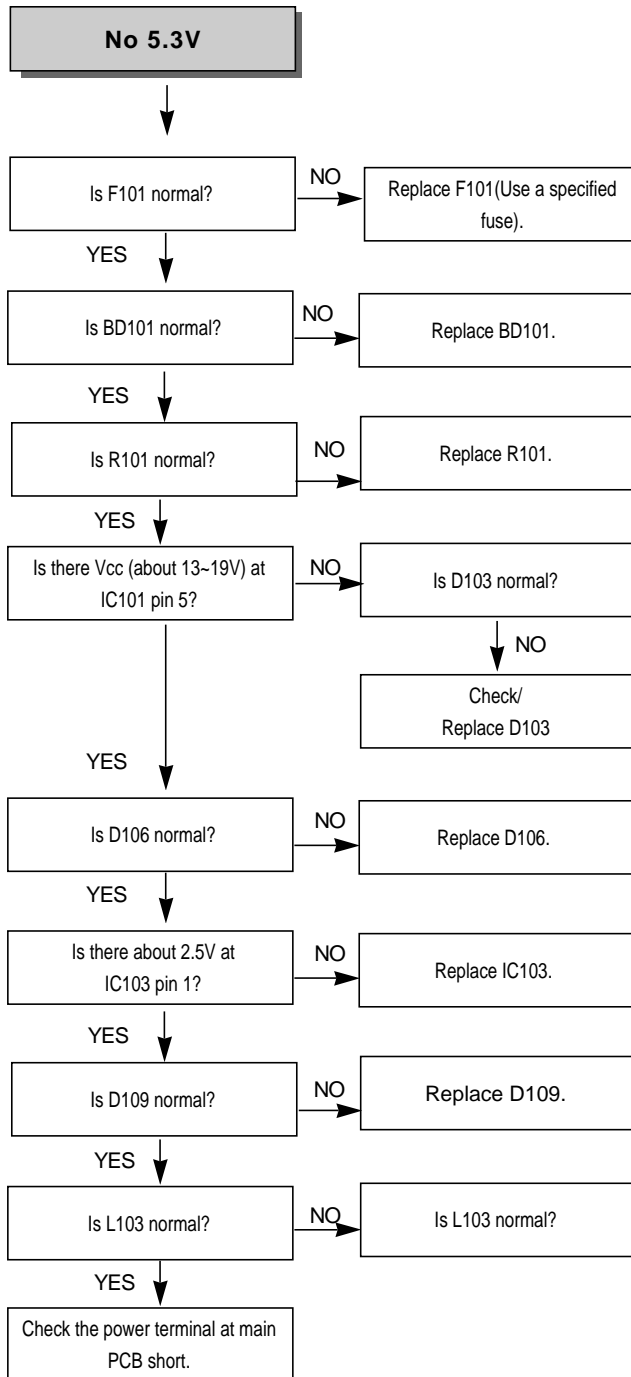 No 5.3V
Is F101 normal?
NO
Replace F101(Use a specified
fuse).
YES
Is BD101 normal?
NO
Replace BD101.
YES
Is R101 normal?
NO
Replace R101.
YES
Is there Vcc (about 13~19V) at
IC101 pin 5?
NO
Is D103 normal?
NO
Check/
Replace D103
YES
Is D106 normal?
NO
Replace D106.
YES
Is there about 2.5V at
IC103 pin 1?
NO
Replace IC103.
YES
Is D109 normal?
NO
Replace D109.
YES
Is L103 normal?
NO
Is L103 normal?
YES
Check the power terminal at main
PCB short.